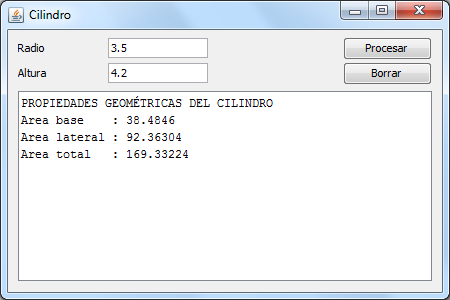 Cilindro
Radio 3.5 Procesar
Altura 4.2 Borrar
PROPIEDADES GEOMÉTRICAS DEL CILINDRO
Area base    : 38.4846
Area lateral : 92.36304
Area total   : 169.33224